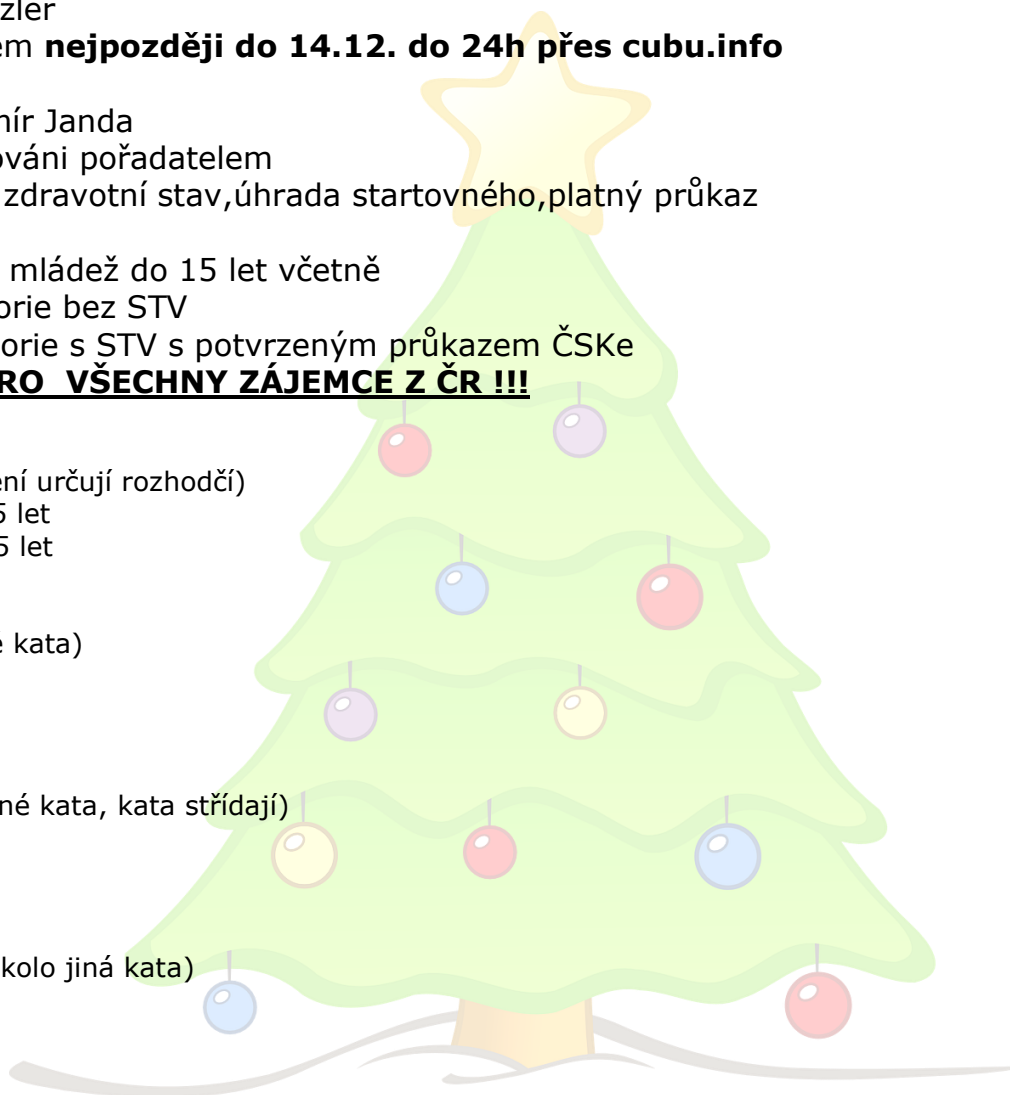 zler
em nejpozději do 14.12. do 24h přes cubu.info
mír Janda
ováni pořadatelem
zdravotní stav,úhrada startovného,platný průkaz
mládež do 15 let včetně
orie bez STV
orie s STV s potvrzeným průkazem ČSKe
RO VŠECHNY ZÁJEMCE Z ČR !!!
ení určují rozhodčí)
5 let
5 let
é kata)
né kata, kata střídají)
kolo jiná kata)